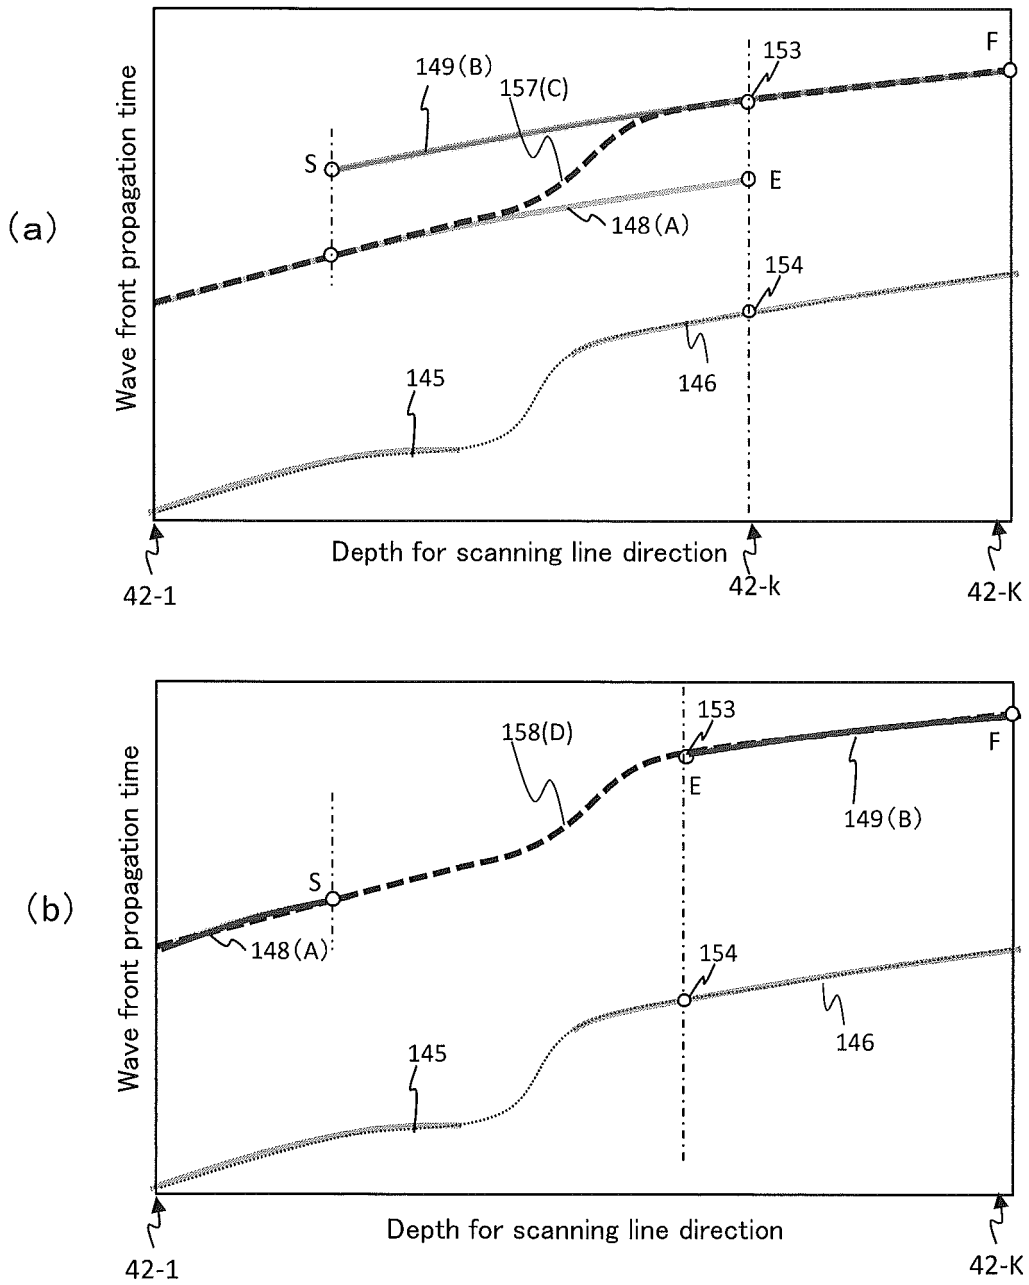 (a)
Wave front propagation time
149(B)
157(C)
153
F
S
E
148(A)
154
145
146
Depth for scanning line direction
42-1
42-k
42-K
(b)
Wave front propagation time
158(D)
153
F
E
149(B)
S
148(A)
154
145
146
Depth for scanning line direction
42-1
42-K